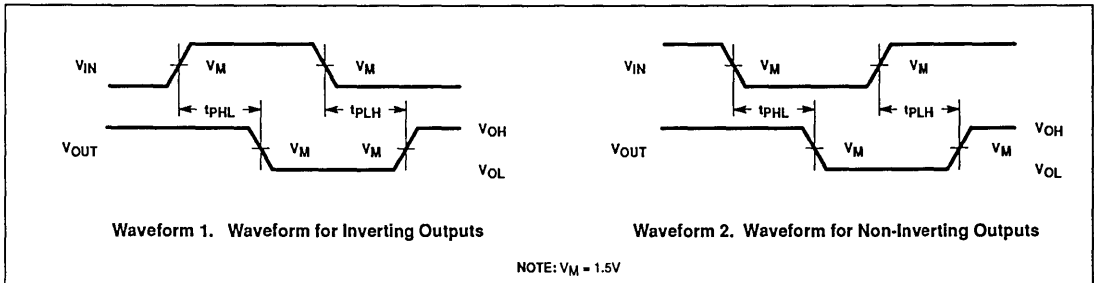 VIN
VM
VM
tPHL
tPLH
VOUT
VM
VM
VOH
VOL
Waveform 1. Waveform for Inverting Outputs
VIN
VM
VM
tPHL
tPLH
VOUT
VM
VOH
VM
VOL
Waveform 2. Waveform for Non-Inverting Outputs
NOTE: VM = 1.5V